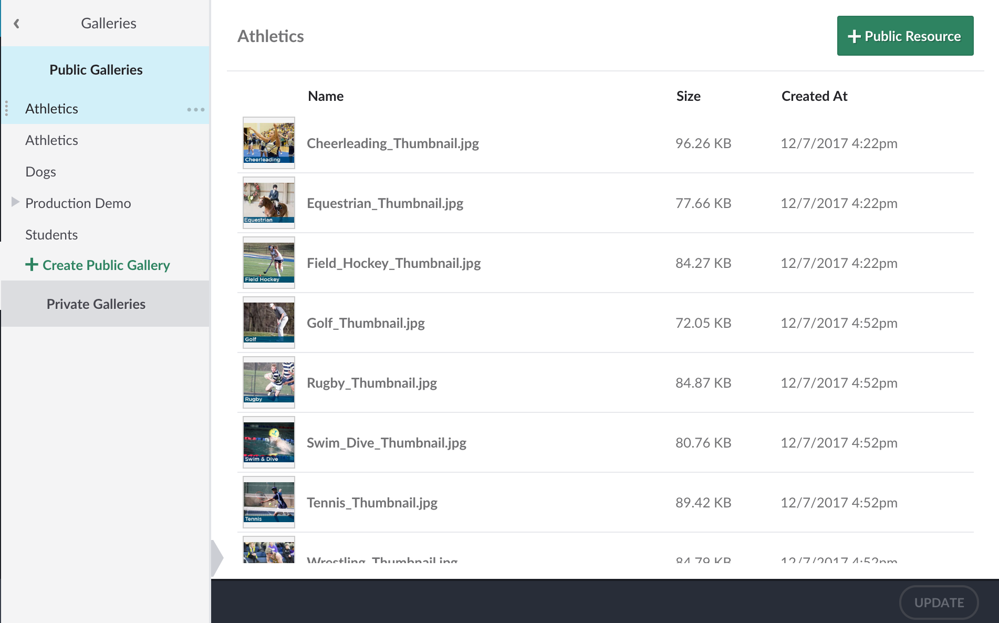 Galleries
Public Galleries
Athletics
Athletics
Dogs
Production Demo
Students
+ Create Public Gallery
Private Galleries
Athletics
+ Public Resource
Name Size Created At
Cheerleading
Cheerleading_Thumbnail.jpg 96.26 KB 12/7/2017 4:22pm
Equestrian
Equestrian_Thumbnail.jpg 77.66 KB 12/7/2017 4:22pm
Field Hockey
Field_Hockey_Thumbnail.jpg 84.27 KB 12/7/2017 4:22pm
Golf
Golf_Thumbnail.jpg 72.05 KB 12/7/2017 4:52pm
Rugby
Rugby_Thumbnail.jpg 84.87 KB 12/7/2017 4:52pm
Swim & Dive
Swim_Dive_Thumbnail.jpg 80.76 KB 12/7/2017 4:52pm
Tennis
Tennis_Thumbnail.jpg 89.42 KB 12/7/2017 4:52pm
Wrestling_Thumbnail.jpg 84.79 KB 12/7/2017 4:52pm
UPDATE